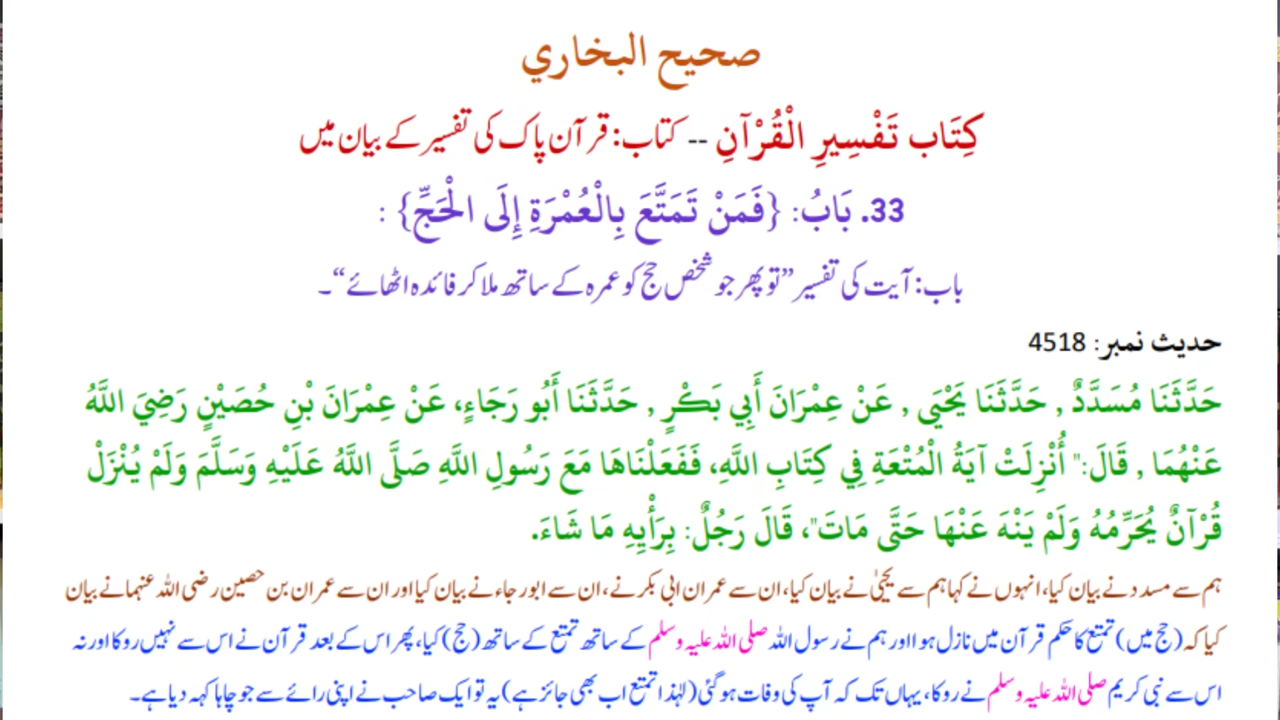 صحيح البخاري
كِتَاب تَفْسِيرِ الْقُرْآنِ -- کتاب: قرآن پاک کی تفسیر کے بیان میں
33. بَابُ: {فَمَنْ تَمَتَّعَ بِالْعُمْرَةِ إِلَى الْحَجِّ} :
باب: آیت کی تفسیر ”تو پھر جو شخص حج کو عمرہ کے ساتھ ملا کر فائدہ اٹھائے“۔
حدیث نمبر: 4518
حَدَّثَنَا مُسَدَّدٌ , حَدَّثَنَا يَحْيَى , عَنْ عِمْرَانَ أَبِي بَكْرٍ , حَدَّثَنَا أَبُو رَجَاءٍ، عَنْ عِمْرَانَ بْنِ حُصَيْنٍ رَضِيَ اللَّهُ
عَنْهُمَا , قَالَ:" أُنْزِلَتْ آيَةُ الْمُتْعَةِ فِي كِتَابِ اللَّهِ، فَفَعَلْنَاهَا مَعَ رَسُولِ اللَّهِ صَلَّى اللَّهُ عَلَيْهِ وَسَلَّمَ وَلَمْ يُنْزَلْ
قُرْآنٌ يُحَرِّمُهُ وَلَمْ يَنْهَ عَنْهَا حَتَّى مَاتَ"، قَالَ رَجُلٌ: بِرَأْيِهِ مَا شَاءَ.
ہم سے مسدد نے بیان کیا، انہوں نے کہا ہم سے یحییٰ نے بیان کیا، ان سے عمران ابی بکر نے، ان سے ابورجاء نے بیان کیا اور ان سے عمران بن حصین رضی اللہ عنہما نے بیان
کیا کہ (حج میں) تمتع کا حکم قرآن میں نازل ہوا اور ہم نے رسول اللہ صلی اللہ علیہ وسلم کے ساتھ تمتع کے ساتھ (حج) کیا، پھر اس کے بعد قرآن نے اس سے نہیں روکا اور نہ
اس سے نبی کریم صلی اللہ علیہ وسلم نے روکا، یہاں تک کہ آپ کی وفات ہو گئی (لہٰذا تمتع اب بھی جائز ہے) یہ تو ایک صاحب نے اپنی رائے سے جو چاہا کہہ دیا ہے۔